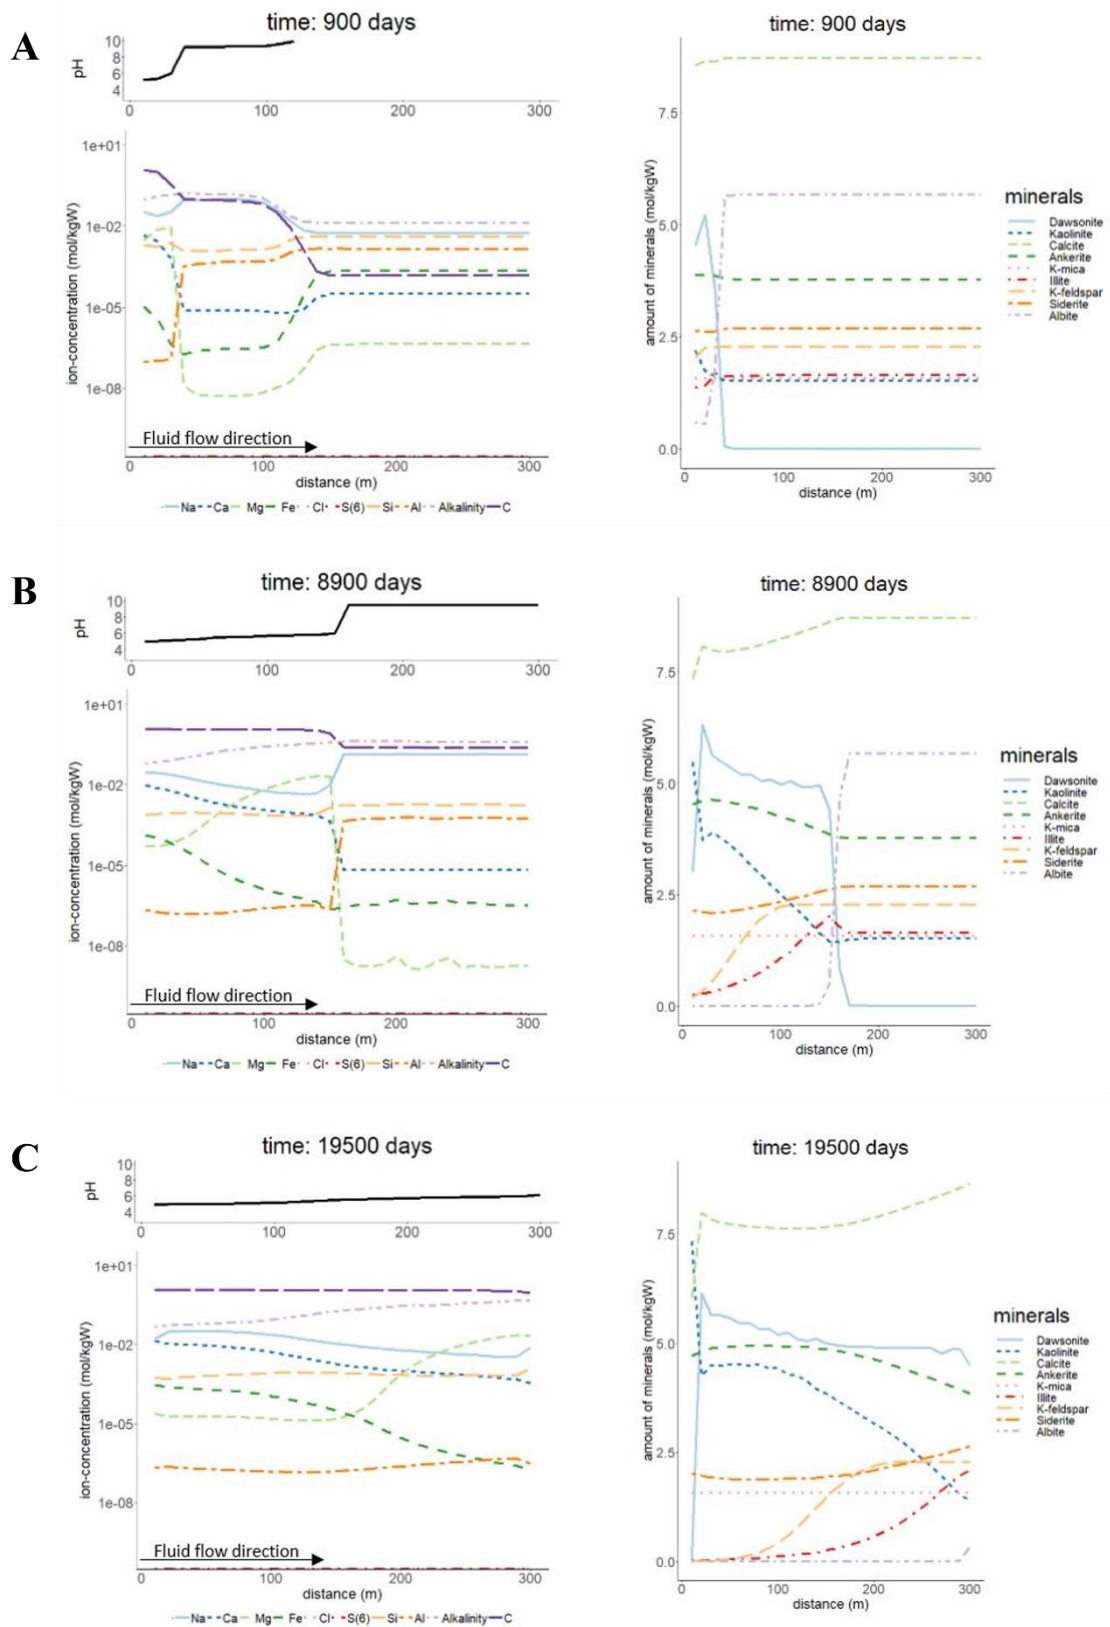 A
time: 900 days
pH
10
8
6
4
0 100 200 300
ion-concentration (mol/kgW)
1e+01
1e-02
1e-05
1e-08
Fluid flow direction
0 100 200 300
distance (m)
Na Ca Mg Fe Cl S(6) Si Al Alkalinity C
time: 900 days
amount of minerals (mol/kgW)
7.5
5.0
2.5
0.0
0 100 200 300
distance (m)
minerals
Dawsonite
Kaolinite
Calcite
Ankerite
K-mica
Illite
K-feldspar
Siderite
Albite
B
time: 8900 days
pH
10
8
6
4
0 100 200 300
ion-concentration (mol/kgW)
1e+01
1e-02
1e-05
1e-08
Fluid flow direction
0 100 200 300
distance (m)
Na Ca Mg Fe Cl S(6) Si Al Alkalinity C
time: 8900 days
amount of minerals (mol/kgW)
7.5
5.0
2.5
0.0
0 100 200 300
distance (m)
minerals
Dawsonite
Kaolinite
Calcite
Ankerite
K-mica
Illite
K-feldspar
Siderite
Albite
C
time: 19500 days
pH
10
8
6
4
0 100 200 300
ion-concentration (mol/kgW)
1e+01
1e-02
1e-05
1e-08
Fluid flow direction
0 100 200 300
distance (m)
Na Ca Mg Fe Cl S(6) Si Al Alkalinity C
time: 19500 days
amount of minerals (mol/kgW)
7.5
5.0
2.5
0.0
0 100 200 300
distance (m)
minerals
Dawsonite
Kaolinite
Calcite
Ankerite
K-mica
Illite
K-feldspar
Siderite
Albite